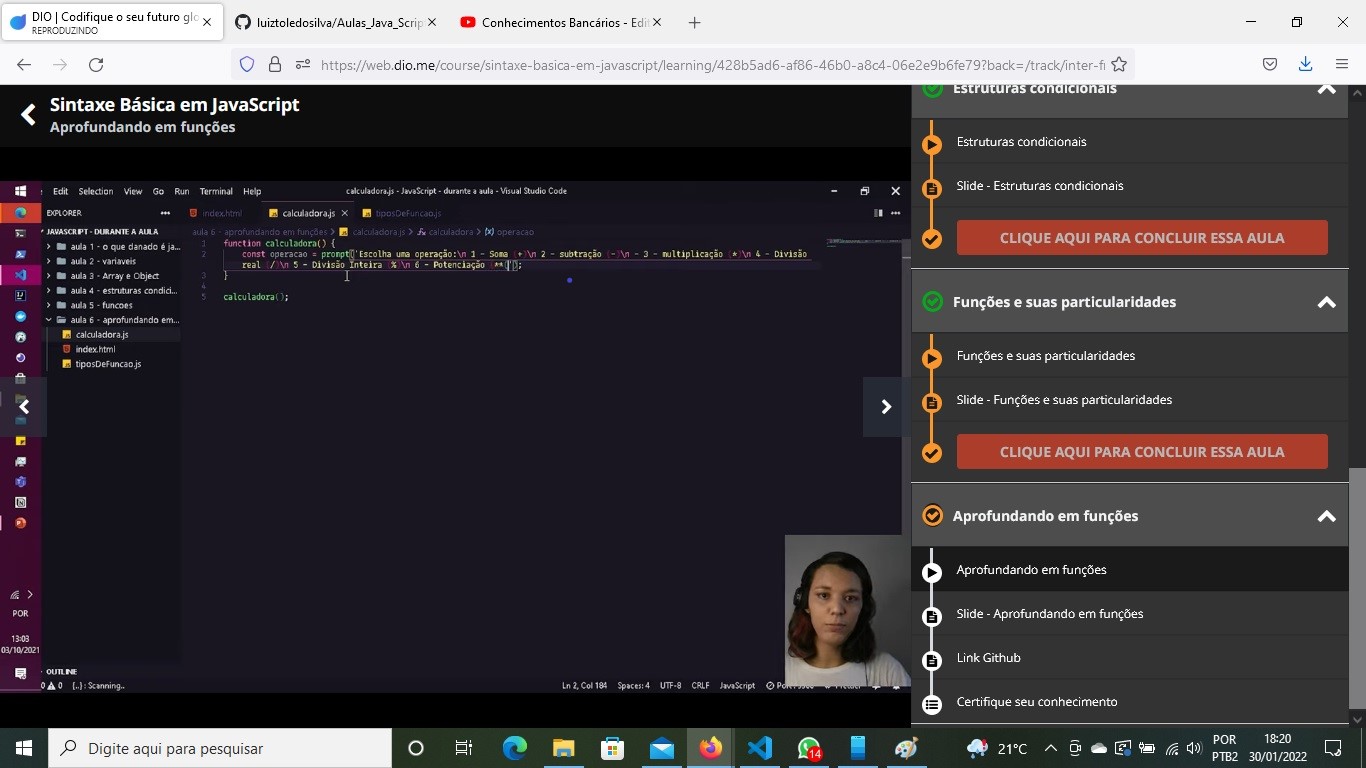 DIO | Codifique o seu futuro glo
REPRODUZINDO
luiztoledosilva/Aulas_Java_Scrip
Conhecimentos Bancários - Edit
https://web.dio.me/course/sintaxe-basica-em-javascript/learning/428b5ad6-af86-46b0-a8c4-06e2e9b6fe79?back=/track/inter-f
Sintaxe Básica em JavaScript
Aprofundando em funções
Edit Selection View Go Run Terminal Help
calculadora.js - JavaScript - durante a aula - Visual Studio Code
EXPLORER
index.html
calculadora.js
tiposDeFuncao.js
JAVASCRIPT - DURANTE A AULA
aula 6 - aprofundando em funções > calculadora.js > calculadora > operacao
aula 1 - o que danado é ja...
aula 2 - variaveis
aula 3 - Array e Object
aula 4 - estruturas condici...
aula 5 - funcoes
aula 6 - aprofundando em...
calculadora.js
index.html
tiposDeFuncao.js
1 function calculadora() {
2 const operacao = prompt('Escolha uma operação:\n 1 - Soma (+)\n 2 - subtração (-)\n - 3 - multiplicação (*)\n 4 - Divisão
real (/)\n 5 - Divisão Inteira (%)\n 6 - Potenciação (**(');
3 }
4
5 calculadora();
POR
13:03
03/10/2021
OUTLINE
0 0 {..} : Scanning..
Ln 2, Col 184 Spaces: 4 UTF-8 CRLF JavaScript
Estruturas condicionais
Estruturas condicionais
Slide - Estruturas condicionais
CLIQUE AQUI PARA CONCLUIR ESSA AULA
Funções e suas particularidades
Funções e suas particularidades
Slide - Funções e suas particularidades
CLIQUE AQUI PARA CONCLUIR ESSA AULA
Aprofundando em funções
Aprofundando em funções
Slide - Aprofundando em funções
Link Github
Certifique seu conhecimento
Digite aqui para pesquisar
14
21°C
POR
PTB2
18:20
30/01/2022